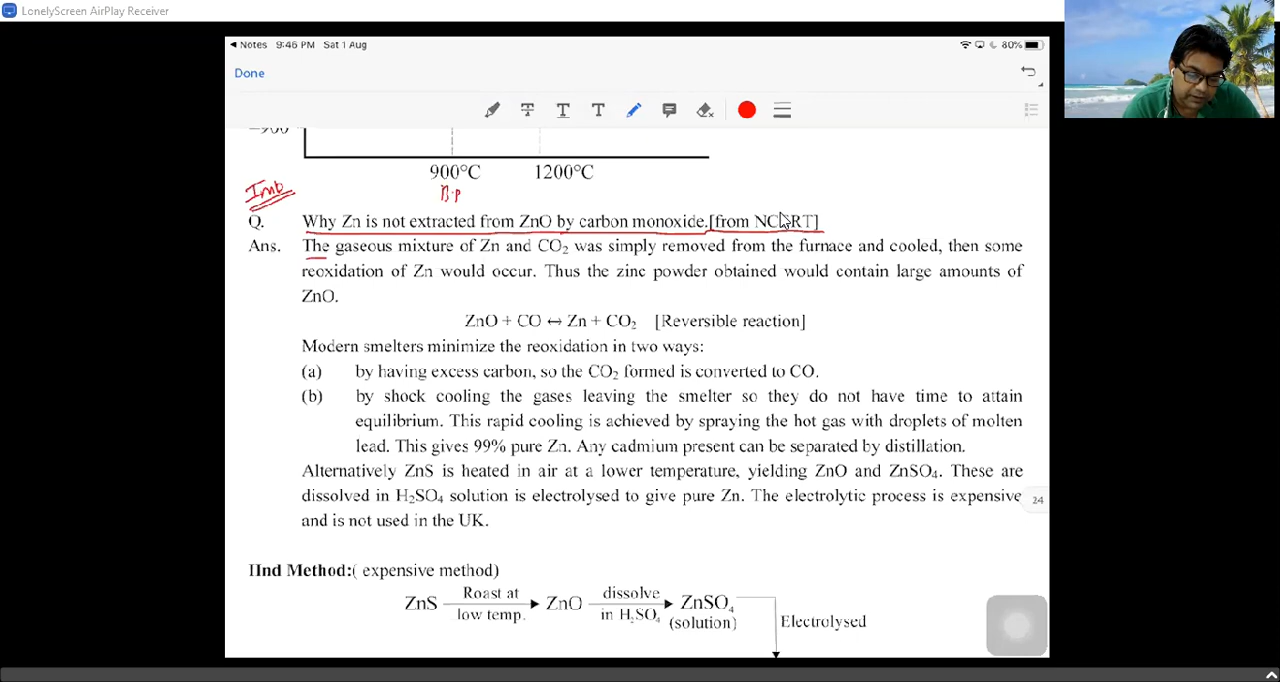 LonelyScreen AirPlay Receiver
Notes 9:46 PM Sat 1 Aug 80%
Done
T T T
-900
900°C 1200°C
Imp B.P
Q. Why Zn is not extracted from ZnO by carbon monoxide.[from NCERT]
Ans. The gaseous mixture of Zn and CO₂ was simply removed from the furnace and cooled, then some
reoxidation of Zn would occur. Thus the zinc powder obtained would contain large amounts of
ZnO.
ZnO + CO ↔ Zn + CO₂ [Reversible reaction]
Modern smelters minimize the reoxidation in two ways:
(a) by having excess carbon, so the CO₂ formed is converted to CO.
(b) by shock cooling the gases leaving the smelter so they do not have time to attain
equilibrium. This rapid cooling is achieved by spraying the hot gas with droplets of molten
lead. This gives 99% pure Zn. Any cadmium present can be separated by distillation.
Alternatively ZnS is heated in air at a lower temperature, yielding ZnO and ZnSO₄. These are
dissolved in H₂SO₄ solution is electrolysed to give pure Zn. The electrolytic process is expensive
24
and is not used in the UK.
IInd Method:( expensive method)
ZnS Roast at low temp. ZnO dissolve in H₂SO₄ ZnSO₄ (solution) Electrolysed